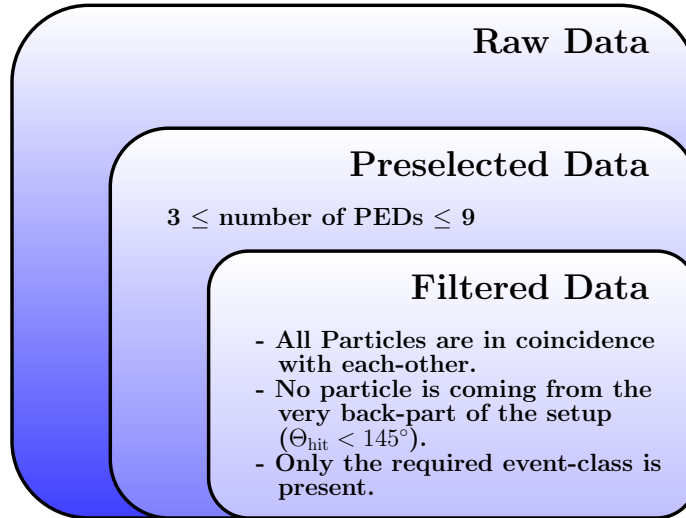 Raw Data
Preselected Data
3 ≤ number of PEDs ≤ 9
Filtered Data
- All Particles are in coincidence
with each-other.
- No particle is coming from the
very back-part of the setup
(Θhit < 145°).
- Only the required event-class is
present.